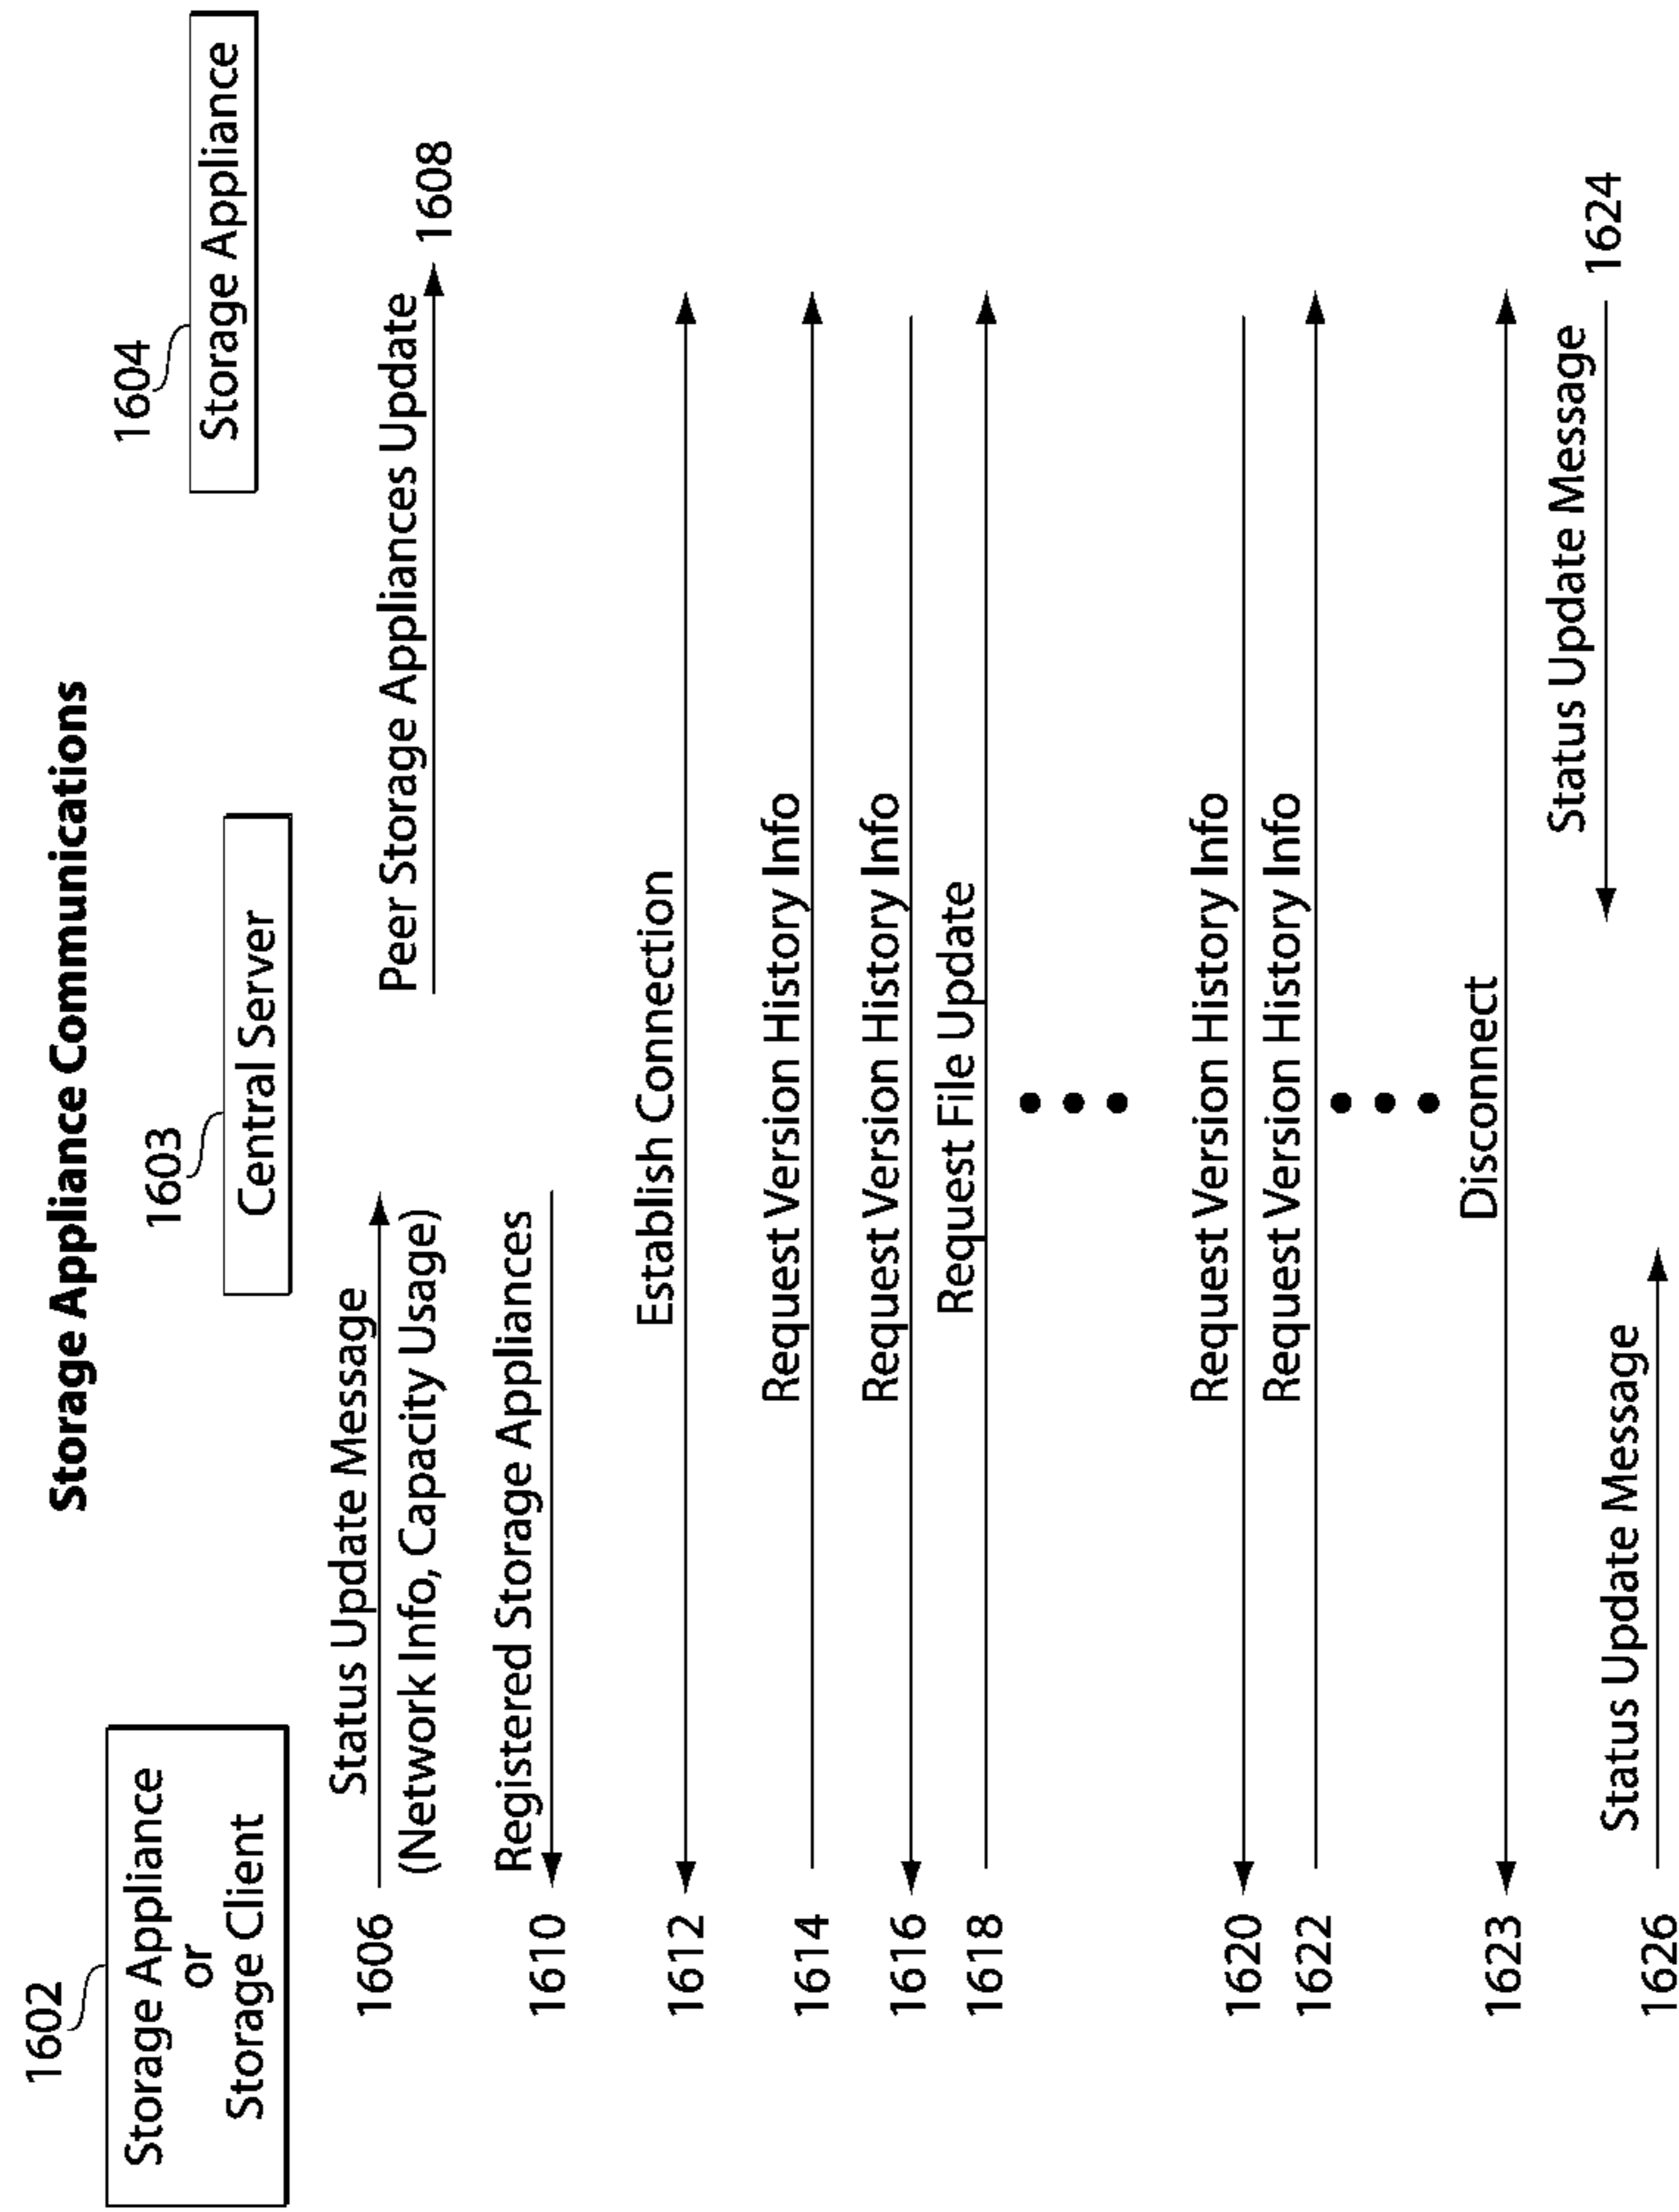 Storage Appliance Communications
1602
Storage Appliance
or
Storage Client
1603
Central Server
1604
Storage Appliance
1606
Status Update Message
(Network Info, Capacity Usage)
Peer Storage Appliances Update
1608
1610
Registered Storage Appliances
1612
Establish Connection
1614
Request Version History Info
1616
Request Version History Info
1618
Request File Update
1620
Request Version History Info
1622
Request Version History Info
1623
Disconnect
Status Update Message
1624
1626
Status Update Message